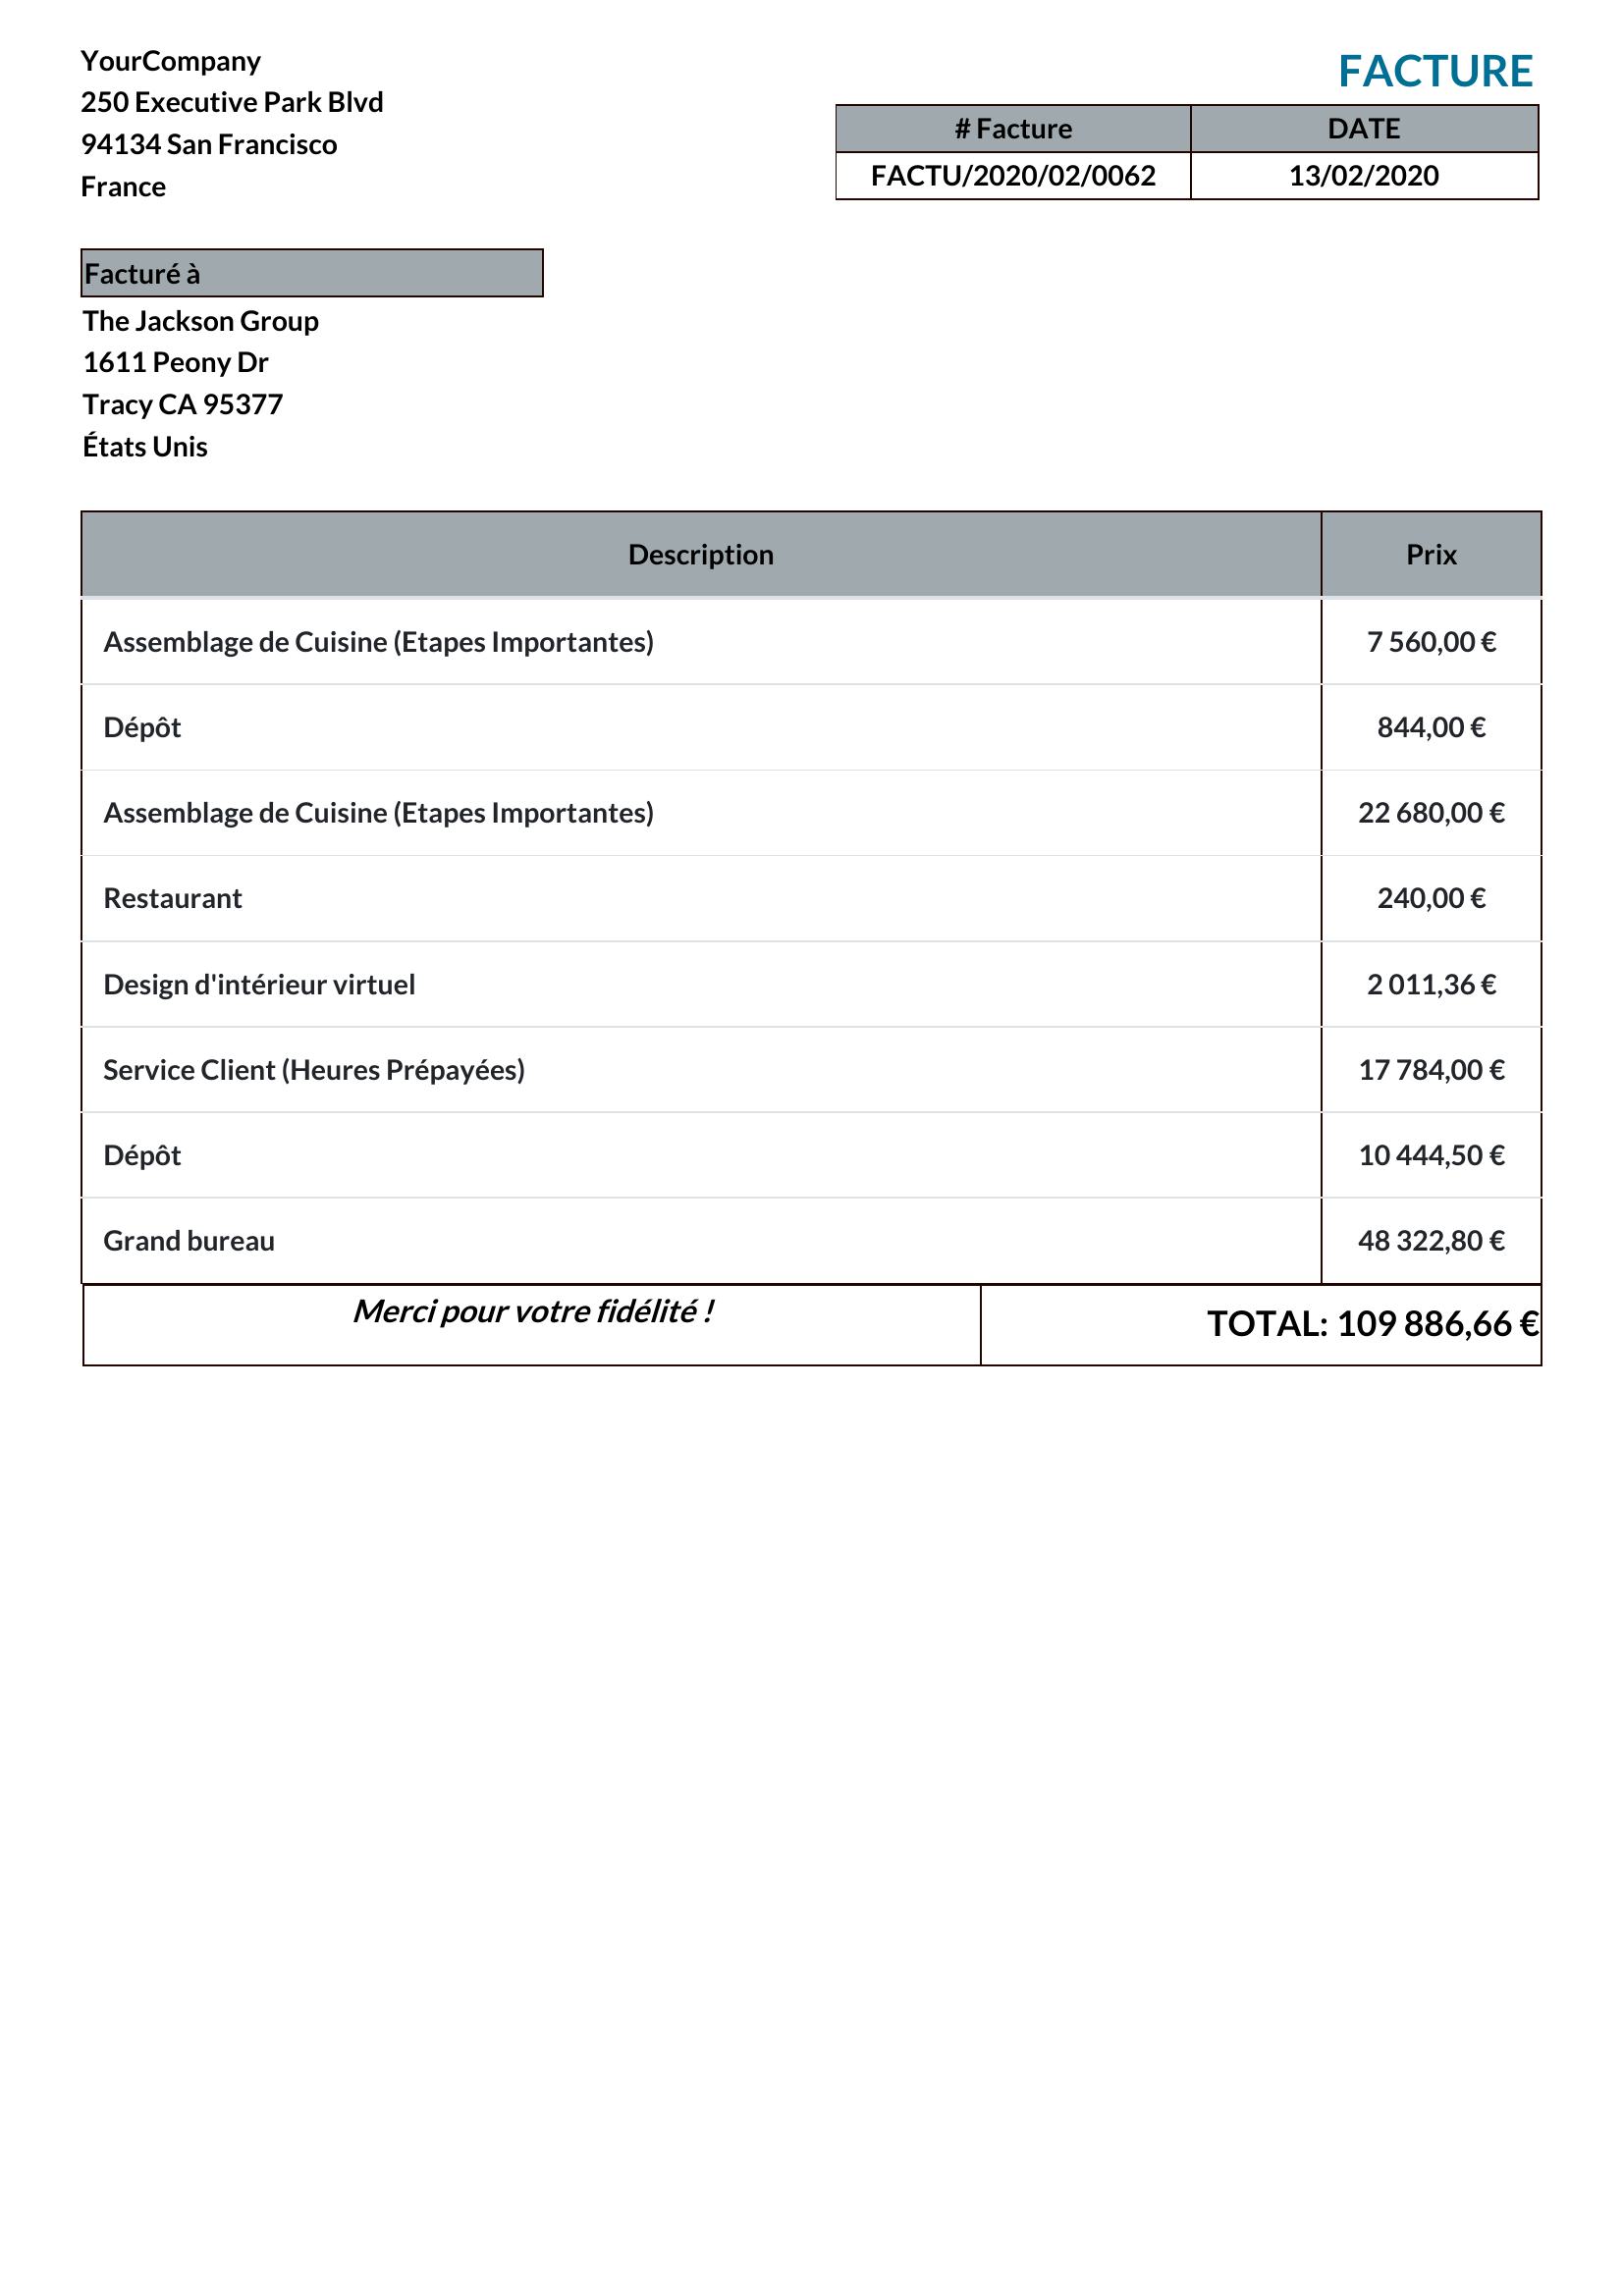 YourCompany
250 Executive Park Blvd
94134 San Francisco
France
FACTURE
# Facture DATE
FACTU/2020/02/0062 13/02/2020
Facturé à
The Jackson Group
1611 Peony Dr
Tracy CA 95377
États Unis
Description Prix
Assemblage de Cuisine (Etapes Importantes) 7 560,00 €
Dépôt 844,00 €
Assemblage de Cuisine (Etapes Importantes) 22 680,00 €
Restaurant 240,00 €
Design d'intérieur virtuel 2 011,36 €
Service Client (Heures Prépayées) 17 784,00 €
Dépôt 10 444,50 €
Grand bureau 48 322,80 €
Merci pour votre fidélité ! TOTAL: 109 886,66 €